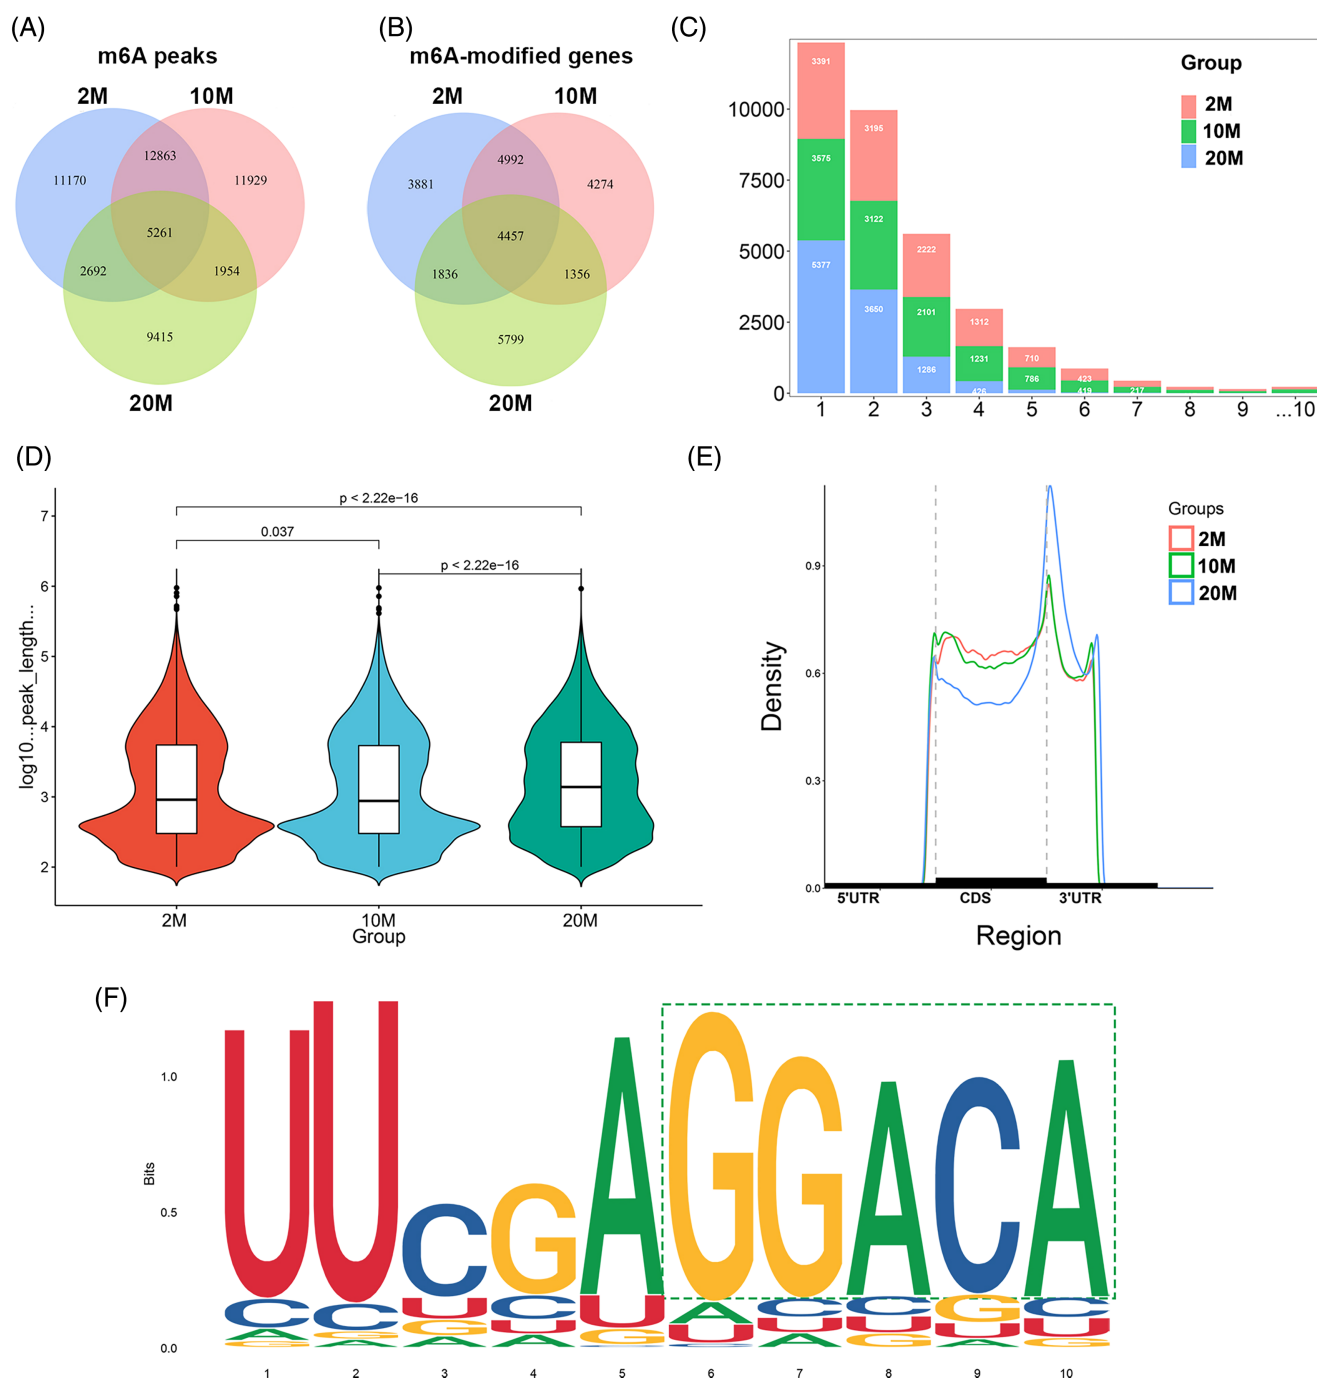 (A)
m6A peaks
2M 10M
12863
11170 11929
5261
2692 1954
9415
20M
(B)
m6A-modified genes
2M 10M
4992
3881 4274
4457
1836 1356
5799
20M
(C)
10000
7500
5000
2500
0
3391
3575
5377
3195
3122
3650
2222
2101
1286
1312
1231
426
710
786
423
419
217
1 2 3 4 5 6 7 8 9 ...10
Group
2M
10M
20M
(D)
log10...peak_length...
7
6
5
4
3
2
p < 2.22e−16
0.037
p < 2.22e−16
2M 10M 20M
Group
(E)
Density
0.9
0.6
0.3
0.0
5'UTR CDS 3'UTR
Region
Groups
2M
10M
20M
(F)
Bits
1.0
0.5
0.0
U U C G A G G A C A
C C U C U A C C G C
A G G U G U U U U U
G A A A C C A G A G
1 2 3 4 5 6 7 8 9 10